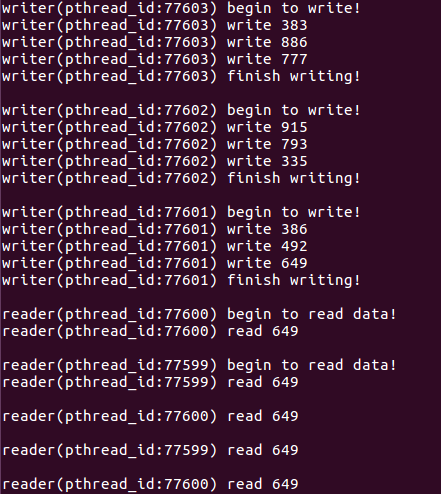 writer(pthread_id:77603) begin to write!
writer(pthread_id:77603) write 383
writer(pthread_id:77603) write 886
writer(pthread_id:77603) write 777
writer(pthread_id:77603) finish writing!
writer(pthread_id:77602) begin to write!
writer(pthread_id:77602) write 915
writer(pthread_id:77602) write 793
writer(pthread_id:77602) write 335
writer(pthread_id:77602) finish writing!
writer(pthread_id:77601) begin to write!
writer(pthread_id:77601) write 386
writer(pthread_id:77601) write 492
writer(pthread_id:77601) write 649
writer(pthread_id:77601) finish writing!
reader(pthread_id:77600) begin to read data!
reader(pthread_id:77600) read 649
reader(pthread_id:77599) begin to read data!
reader(pthread_id:77599) read 649
reader(pthread_id:77600) read 649
reader(pthread_id:77599) read 649
reader(pthread_id:77600) read 649